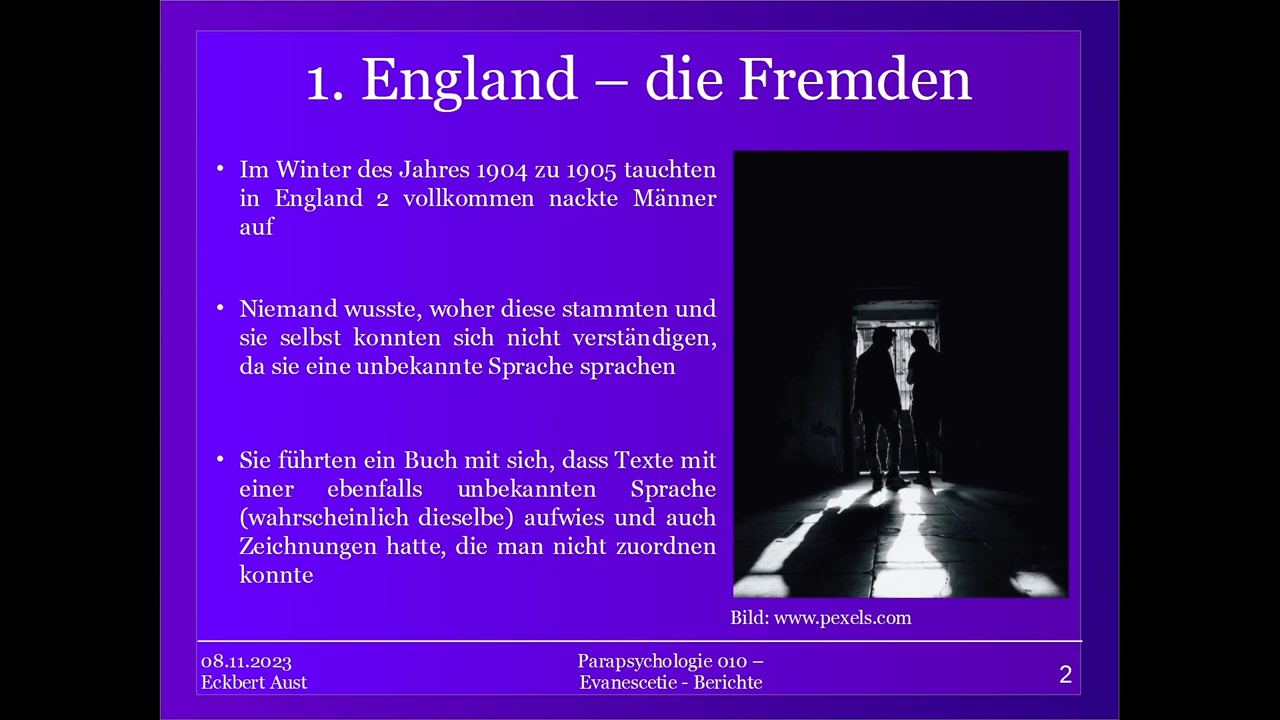 1. England – die Fremden
• Im Winter des Jahres 1904 zu 1905 tauchten
in England 2 vollkommen nackte Männer
auf
• Niemand wusste, woher diese stammten und
sie selbst konnten sich nicht verständigen,
da sie eine unbekannte Sprache sprachen
• Sie führten ein Buch mit sich, dass Texte mit
einer ebenfalls unbekannten Sprache
(wahrscheinlich dieselbe) aufwies und auch
Zeichnungen hatte, die man nicht zuordnen
konnte
Bild: www.pexels.com
08.11.2023
Eckbert Aust
Parapsychologie 010 –
Evanescetie - Berichte
2